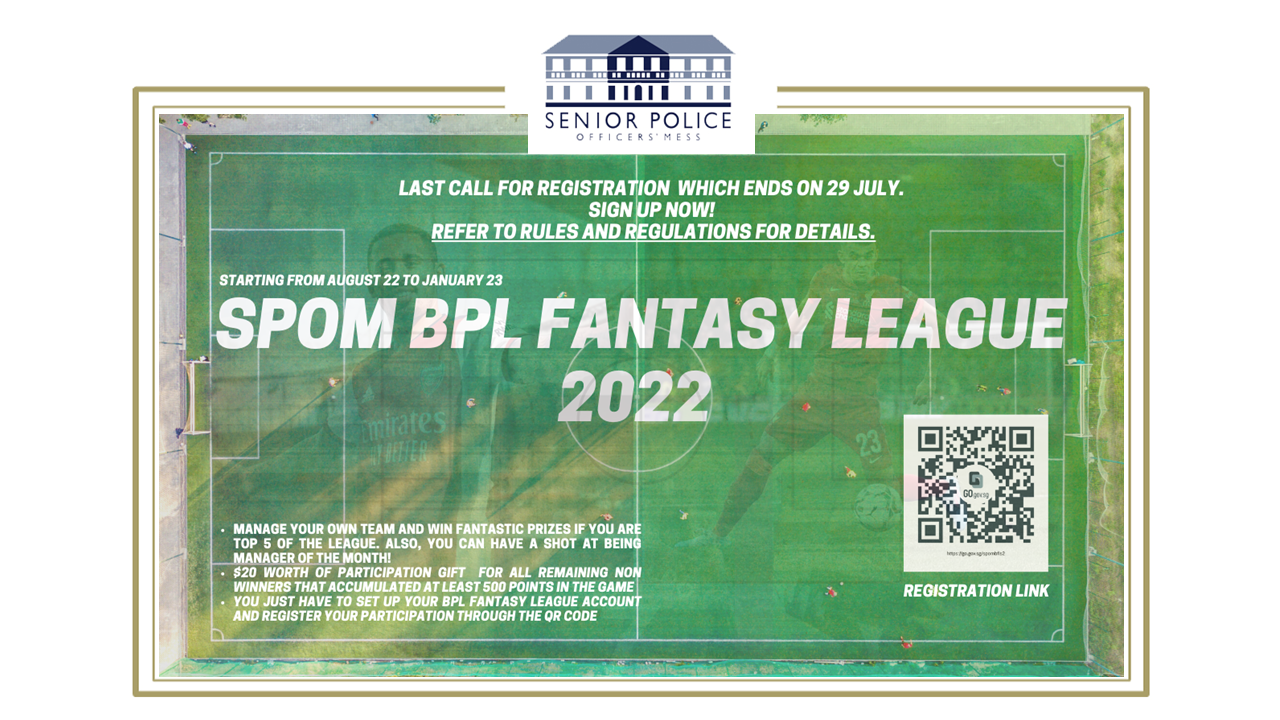 SENIOR POLICE
OFFICERS' MESS
LAST CALL FOR REGISTRATION WHICH ENDS ON 29 JULY.
SIGN UP NOW!
REFER TO RULES AND REGULATIONS FOR DETAILS.
STARTING FROM AUGUST 22 TO JANUARY 23
SPOM BPL FANTASY LEAGUE
2022
Emirates
23
• MANAGE YOUR OWN TEAM AND WIN FANTASTIC PRIZES IF YOU ARE
TOP 5 OF THE LEAGUE. ALSO, YOU CAN HAVE A SHOT AT BEING
MANAGER OF THE MONTH!
• $20 WORTH OF PARTICIPATION GIFT FOR ALL REMAINING NON
WINNERS THAT ACCUMULATED AT LEAST 500 POINTS IN THE GAME
• YOU JUST HAVE TO SET UP YOUR BPL FANTASY LEAGUE ACCOUNT
AND REGISTER YOUR PARTICIPATION THROUGH THE QR CODE
GO.gov.sg
REGISTRATION LINK